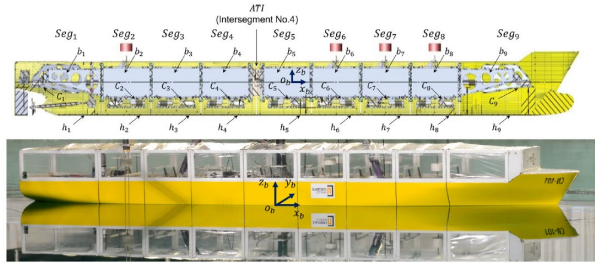 ATI
(Intersegment No.4)
Seg1 Seg2 Seg3 Seg4 Seg5 Seg6 Seg7 Seg8 Seg9
b1 b2 b3 b4 b5 b6 b7 b8 b9
zb
ob
xb
C1 C2 C3 C4 C5 C6 C7 C8 C9
h1 h2 h3 h4 h5 h6 h7 h8 h9
zb
yb
ob
xb